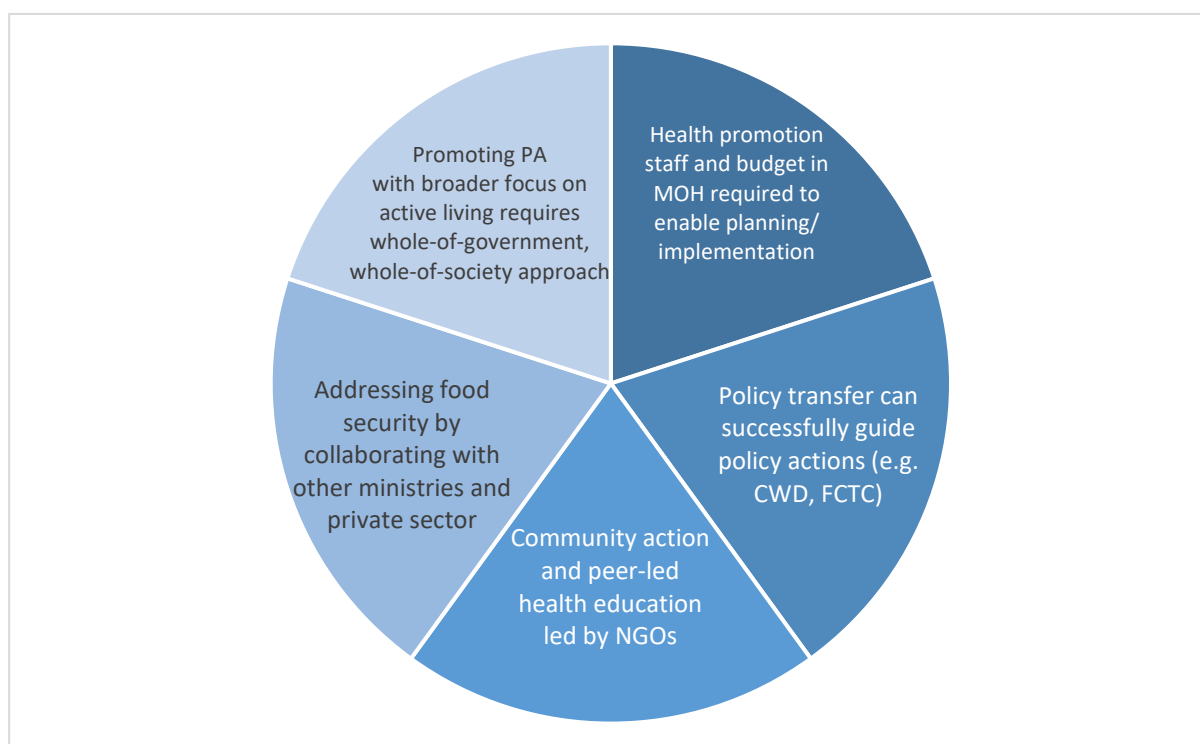 Health promotion
staff and budget in
MOH required to
enable planning/
implementation
Policy transfer can
successfully guide
policy actions (e.g.
CWD, FCTC)
Community action
and peer-led
health education
led by NGOs
Addressing food
security by
collaborating with
other ministries and
private sector
Promoting PA
with broader focus on
active living requires
whole-of-government,
whole-of-society approach